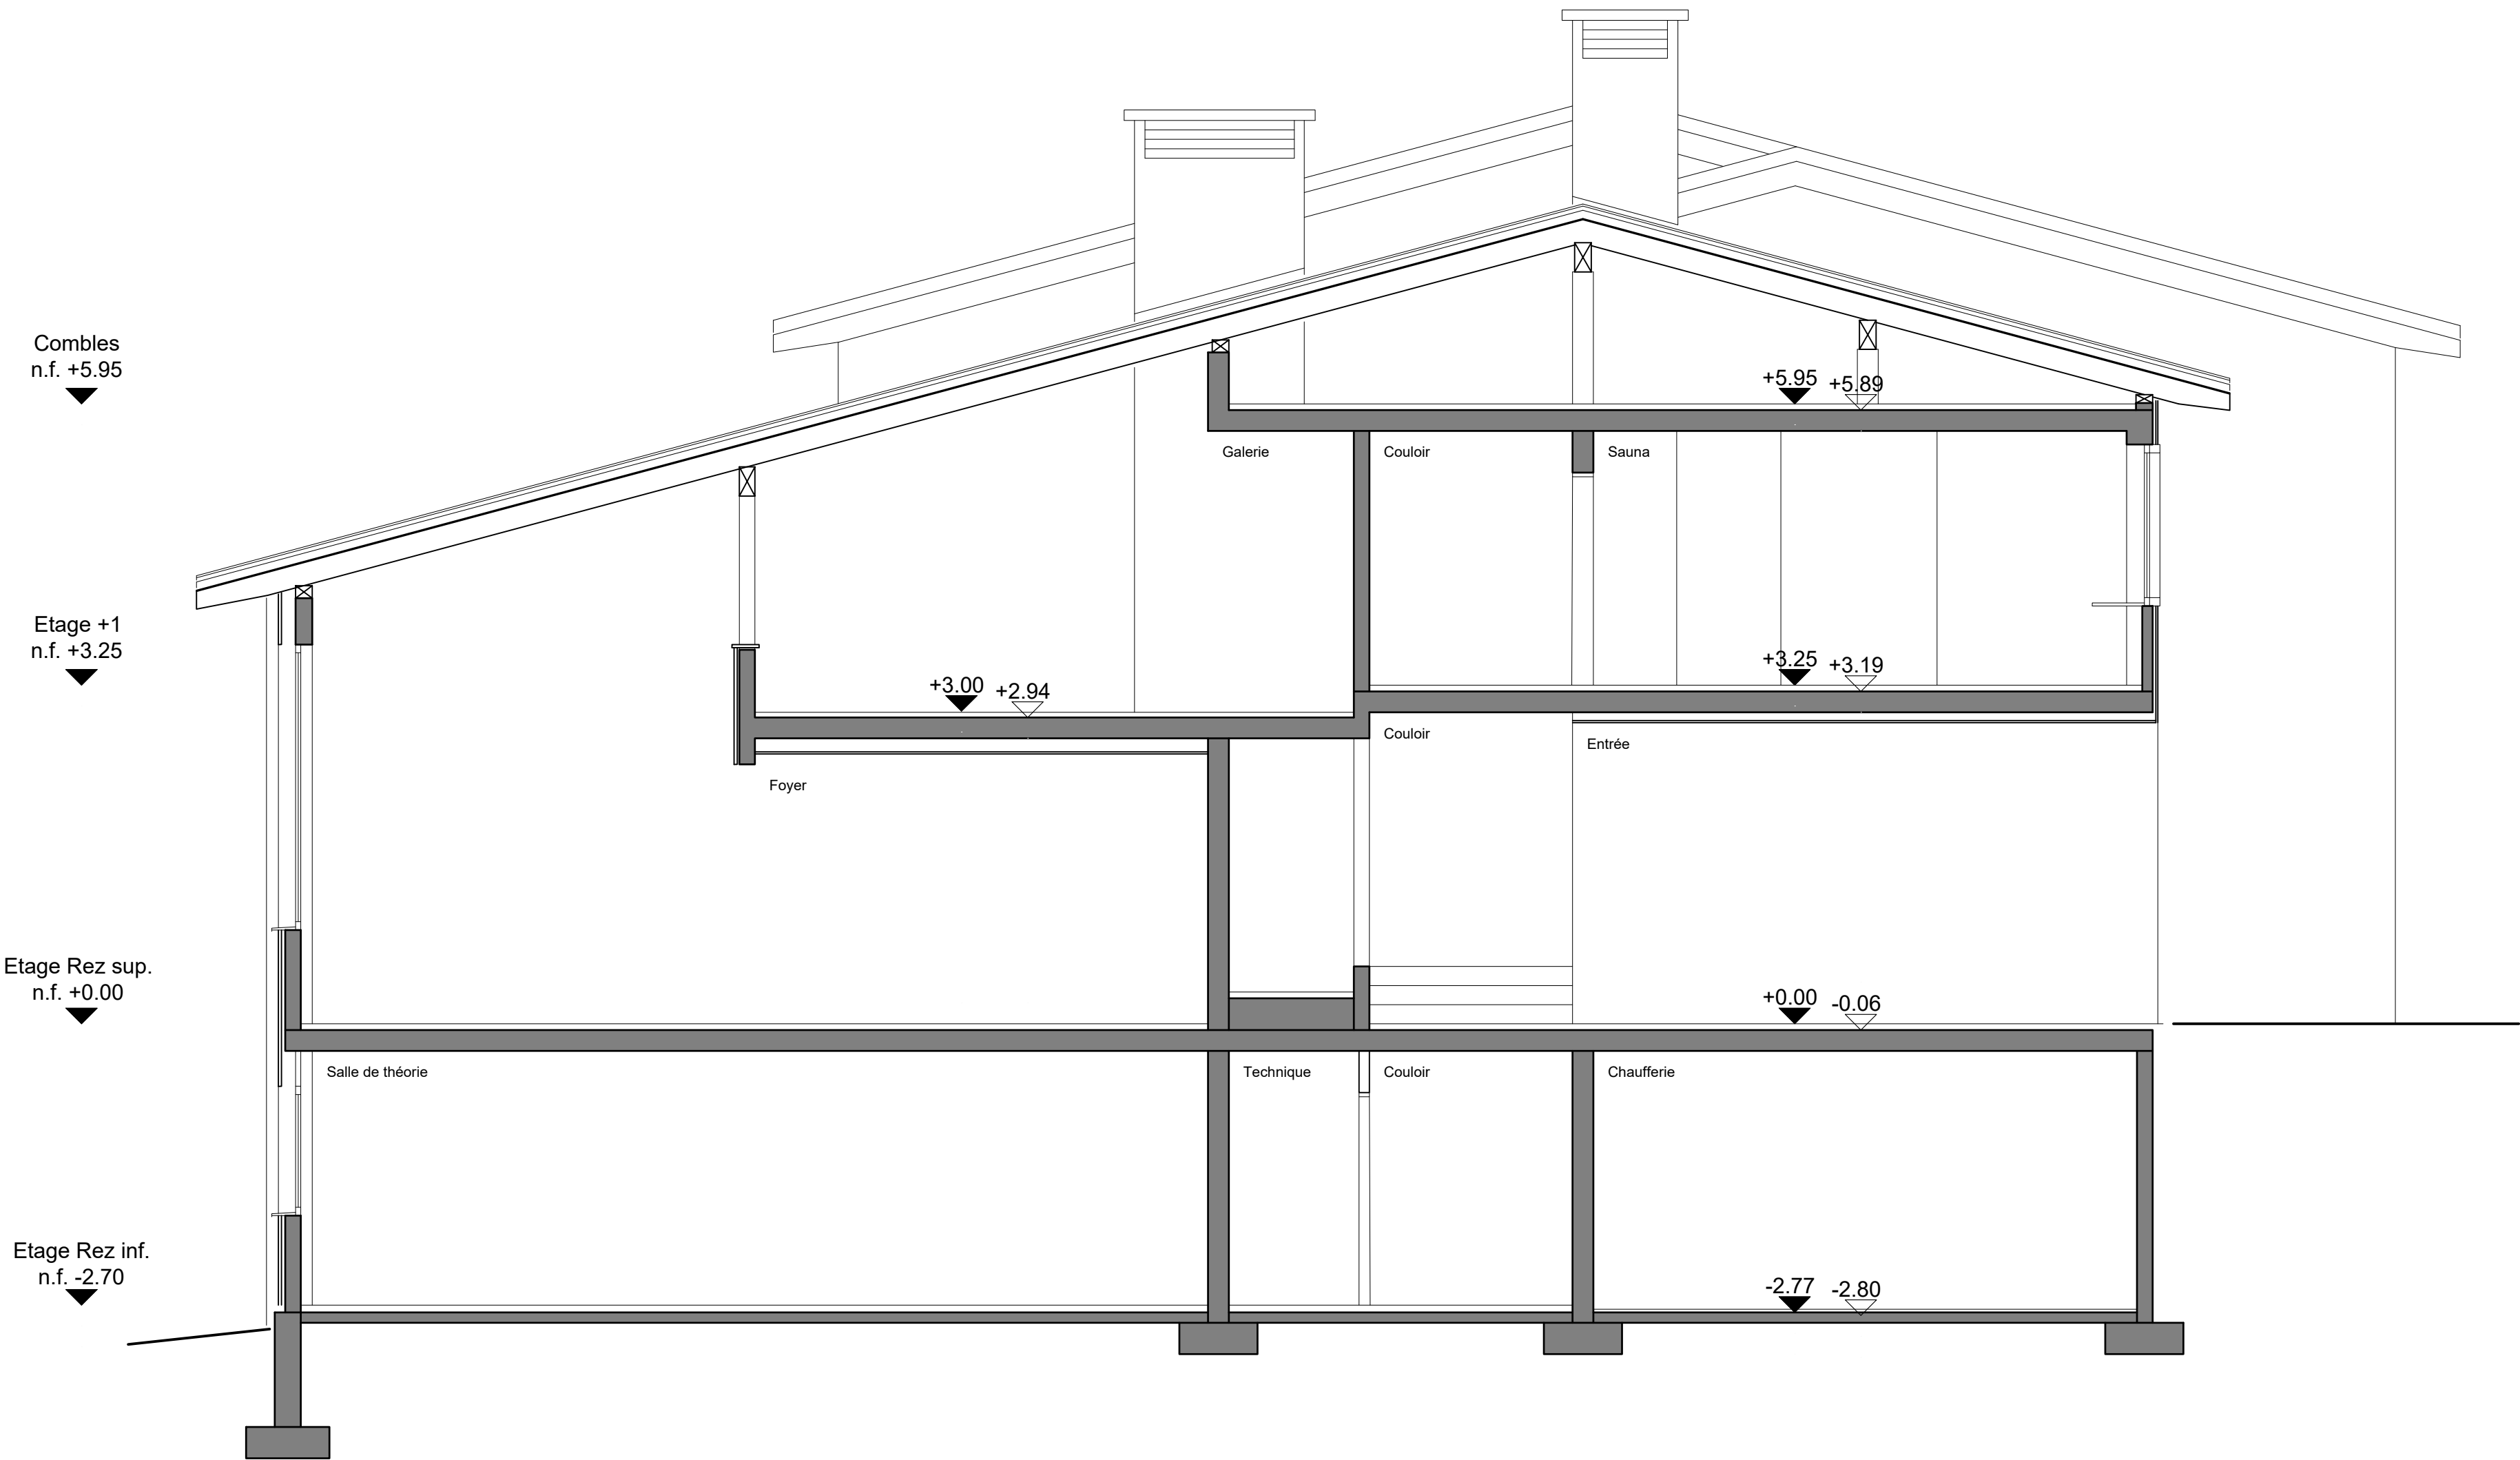 Combles
n.f. +5.95
+5.95
+5.89
Galerie
Couloir
Sauna
Etage +1
n.f. +3.25
+3.00
+2.94
+3.25
+3.19
Couloir
Entrée
Foyer
Etage Rez sup.
n.f. +0.00
+0.00
-0.06
Salle de théorie
Technique
Couloir
Chaufferie
Etage Rez inf.
n.f. -2.70
-2.77
-2.80